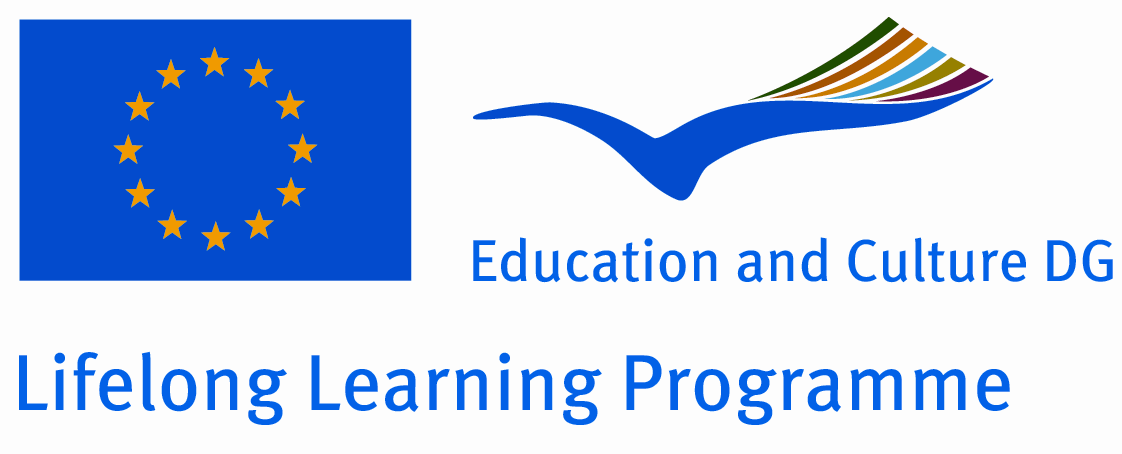 Education and Culture DG
Lifelong Learning Programme